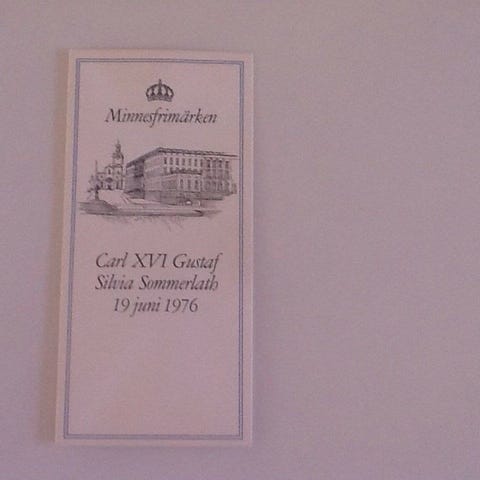 Minnesfrimärken
Carl XVI Gustaf
Silvia Sommerlath
19 juni 1976